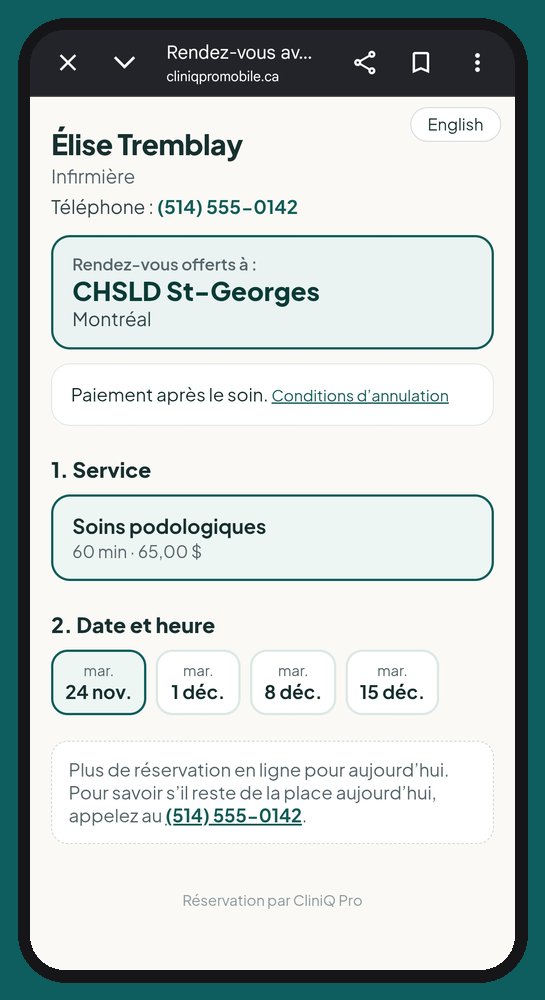 Rendez-vous av...
cliniqpromobile.ca
English
Élise Tremblay
Infirmière
Téléphone : (514) 555-0142
Rendez-vous offerts à :
CHSLD St-Georges
Montréal
Paiement après le soin. Conditions d'annulation
1. Service
Soins podologiques
60 min · 65,00 $
2. Date et heure
mar. mar. mar. mar.
24 nov. 1 déc. 8 déc. 15 déc.
Plus de réservation en ligne pour aujourd'hui.
Pour savoir s'il reste de la place aujourd'hui,
appelez au (514) 555-0142.
Réservation par CliniQ Pro